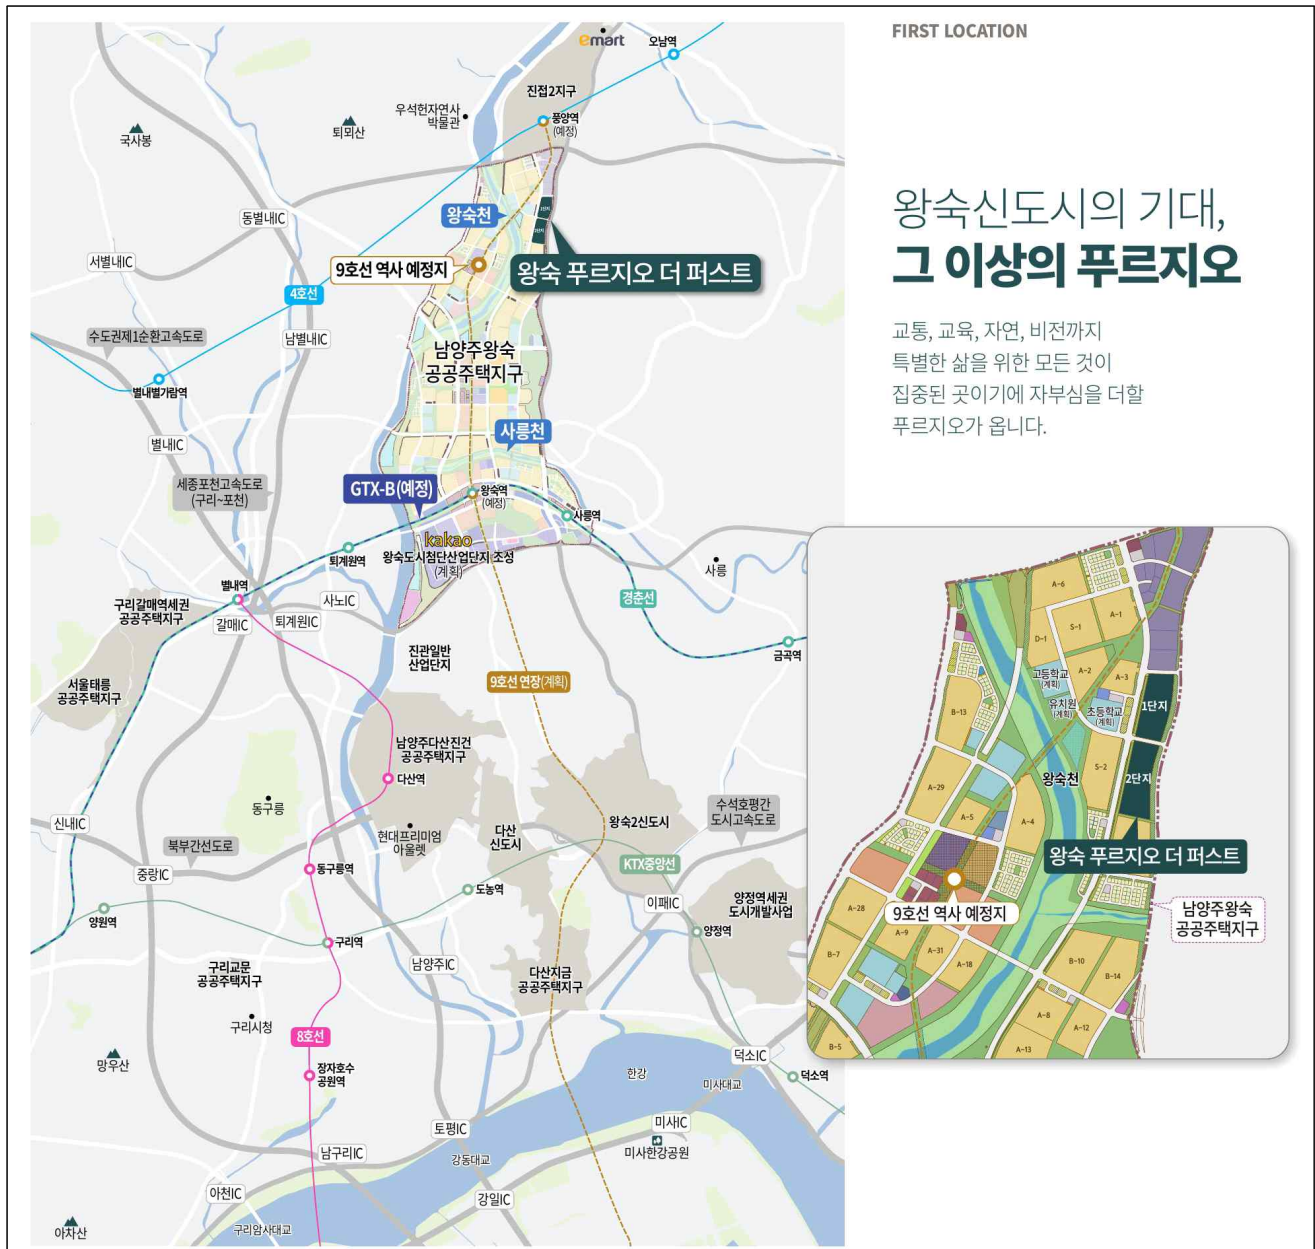 FIRST LOCATION
왕숙신도시의 기대,
그 이상의 푸르지오
교통, 교육, 자연, 비전까지
특별한 삶을 위한 모든 것이
집중된 곳이기에 자부심을 더할
푸르지오가 옵니다.
emart
오남역
진접2지구
우석헌자연사
박물관
풍양역
(예정)
국사봉
퇴뫼산
동별내IC
왕숙천
1단지
2단지
서별내IC
9호선 역사 예정지
왕숙 푸르지오 더 퍼스트
4호선
수도권제1순환고속도로
남별내IC
남양주왕숙
공공주택지구
별내별가람역
별내IC
사릉천
세종포천고속도로
(구리~포천)
GTX-B(예정)
왕숙역
(예정)
사릉역
kakao
왕숙도시첨단산업단지 조성
(계획)
퇴계원역
사릉
별내역
구리갈매역세권
공공주택지구
사노IC
경춘선
갈매IC
퇴계원IC
진관일반
산업단지
금곡역
서울태릉
공공주택지구
9호선 연장(계획)
남양주다산진건
공공주택지구
다산역
동구릉
신내IC
현대프리미엄
아울렛
다산
신도시
왕숙2신도시
수석호평간
도시고속도로
북부간선도로
중랑IC
동구릉역
KTX중앙선
도농역
이패IC
양정역세권
도시개발사업
양원역
구리역
양정역
구리교문
공공주택지구
남양주IC
다산지금
공공주택지구
구리시청
8호선
망우산
장자호수
공원역
한강
덕소IC
미사대교
덕소역
토평IC
미사IC
강동대교
미사한강공원
남구리IC
아천IC
강일IC
아차산
구리암사대교
A-6
A-1
S-1
D-1
A-2
A-3
고등학교
(계획)
유치원
(계획)
초등학교
(계획)
1단지
B-13
S-2
2단지
왕숙천
A-29
A-5
A-4
왕숙 푸르지오 더 퍼스트
9호선 역사 예정지
남양주왕숙
공공주택지구
A-28
A-9
A-31
A-18
B-7
B-10
B-14
A-8
A-12
B-5
A-13